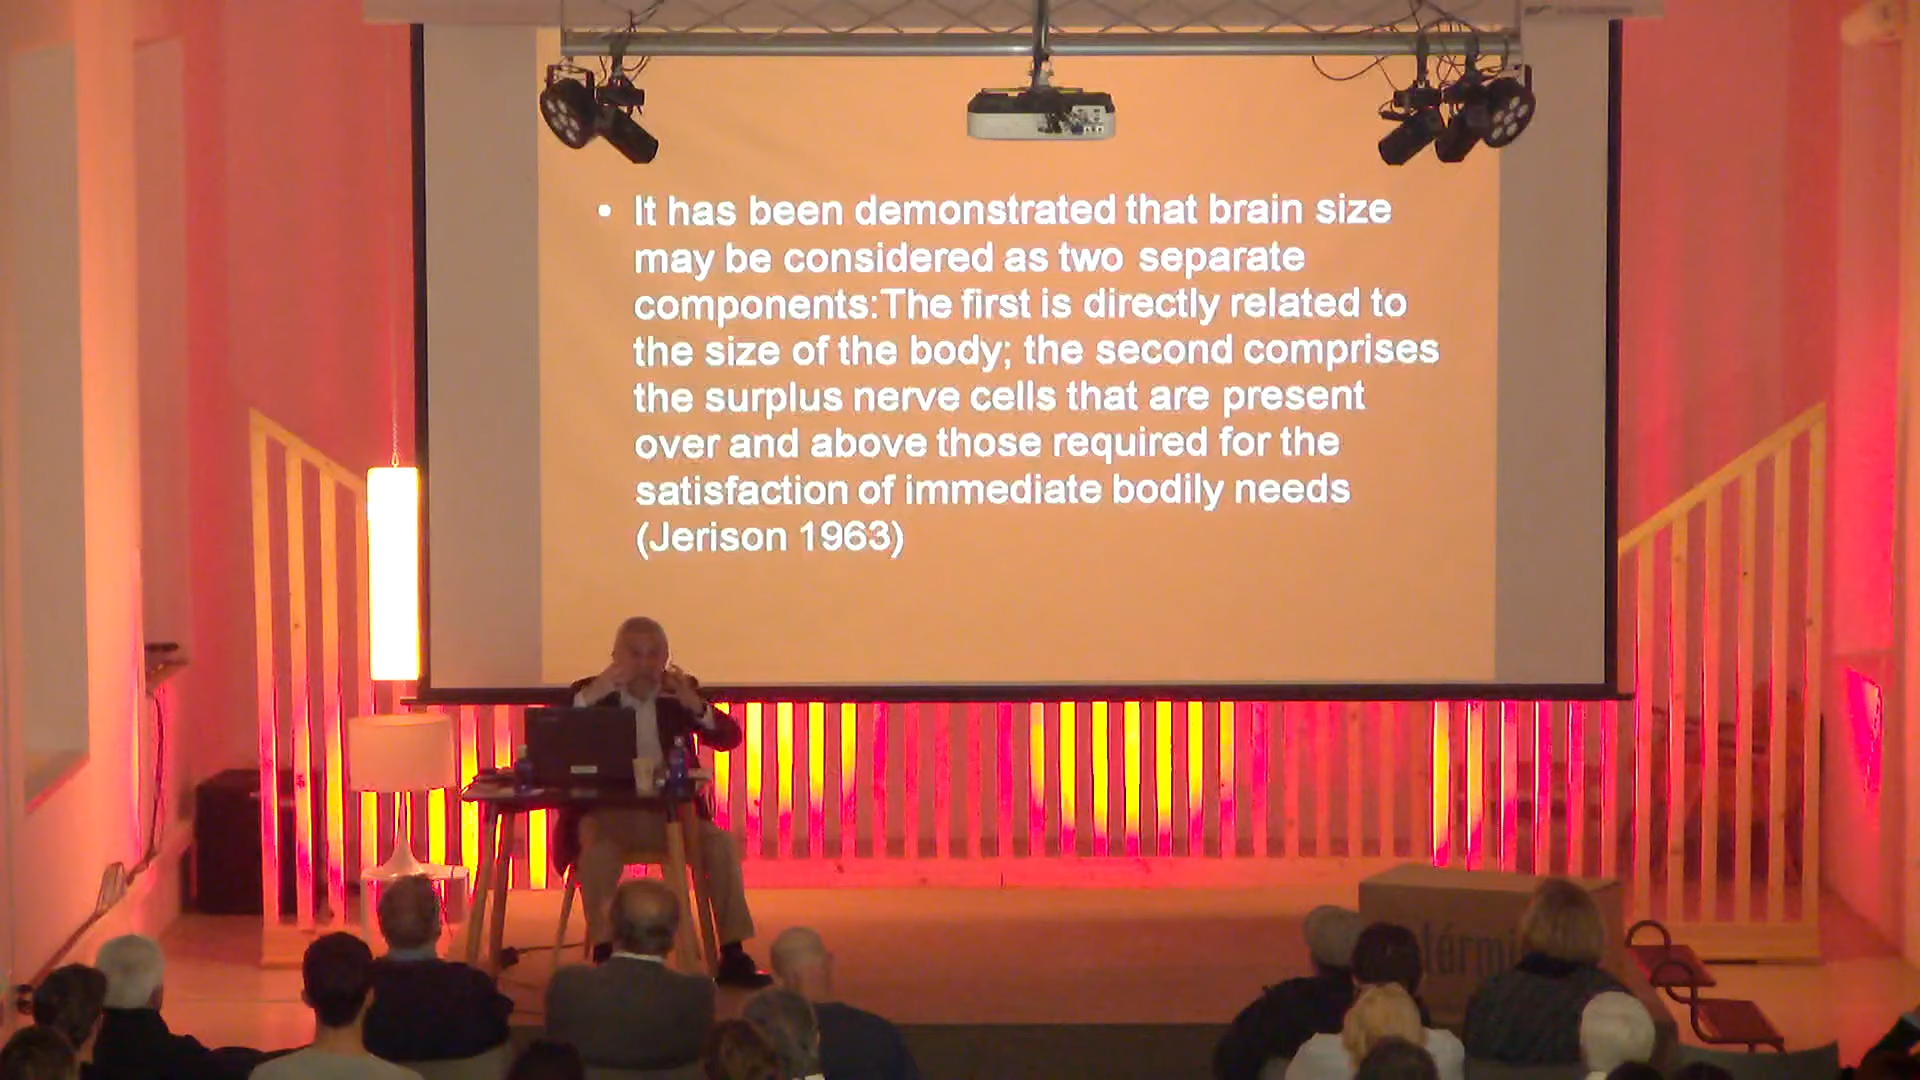 • It has been demonstrated that brain size
may be considered as two separate
components:The first is directly related to
the size of the body; the second comprises
the surplus nerve cells that are present
over and above those required for the
satisfaction of immediate bodily needs
(Jerison 1963)